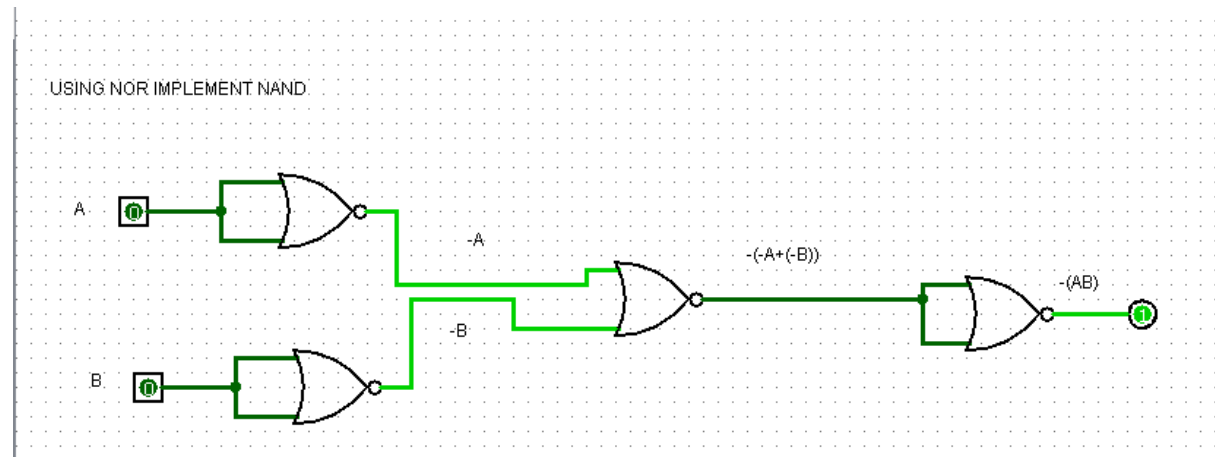 USING NOR IMPLEMENT NAND
A
0
-A
-(-A+(-B))
-(AB)
1
-B
B
0